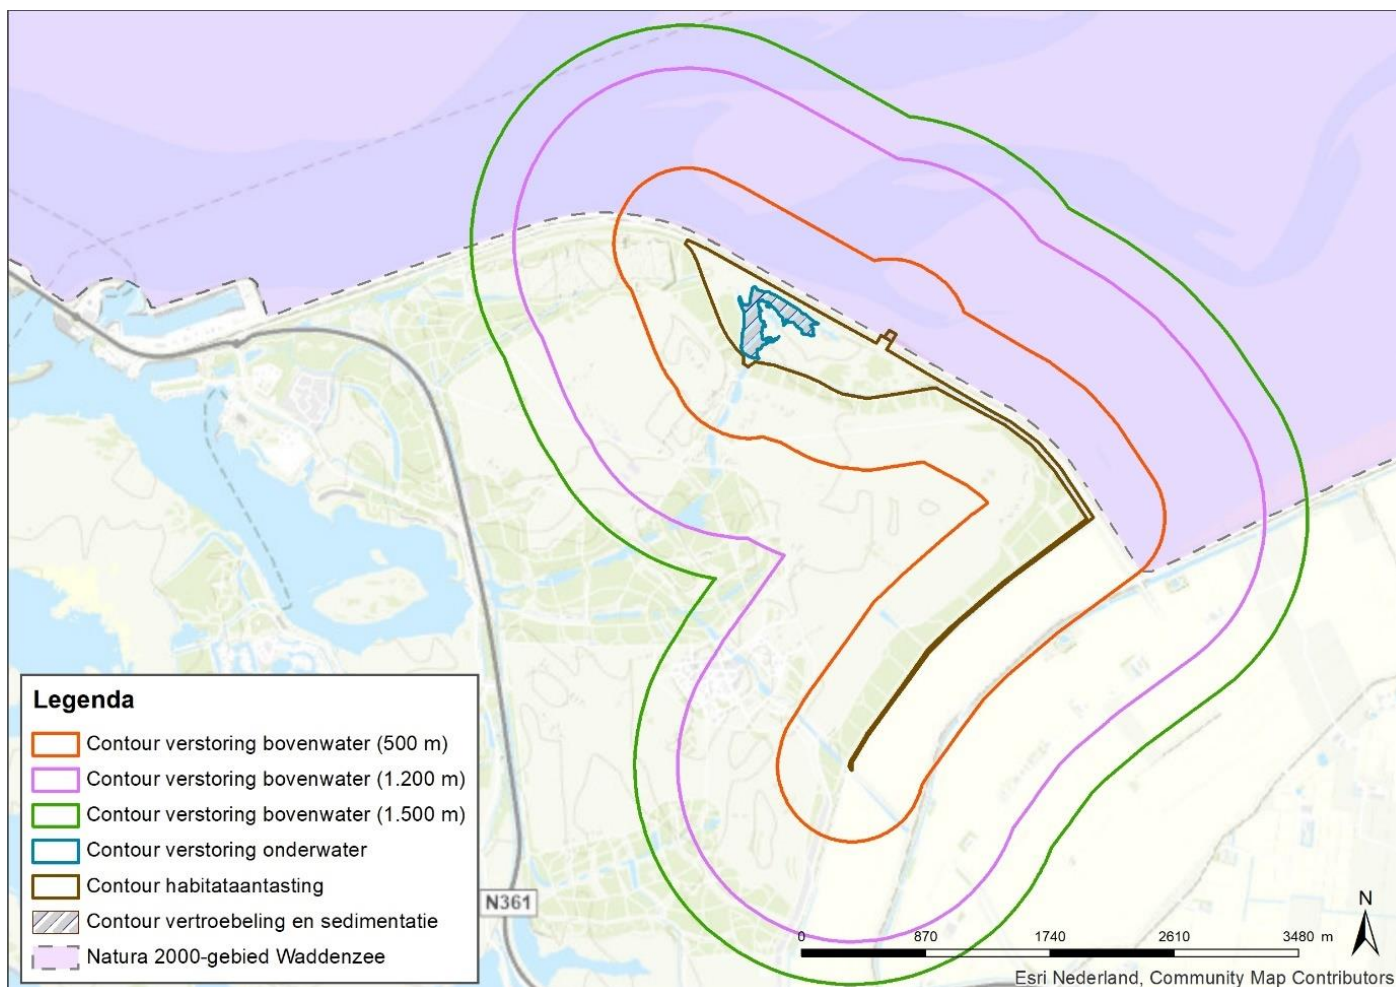 Legenda
Contour verstoring bovenwater (500 m)
Contour verstoring bovenwater (1.200 m)
Contour verstoring bovenwater (1.500 m)
Contour verstoring onderwater
Contour habitataantasting
Contour vertroebeling en sedimentatie
Natura 2000-gebied Waddenzee
N361
N
0 870 1740 2610 3480 m
Esri Nederland, Community Map Contributors